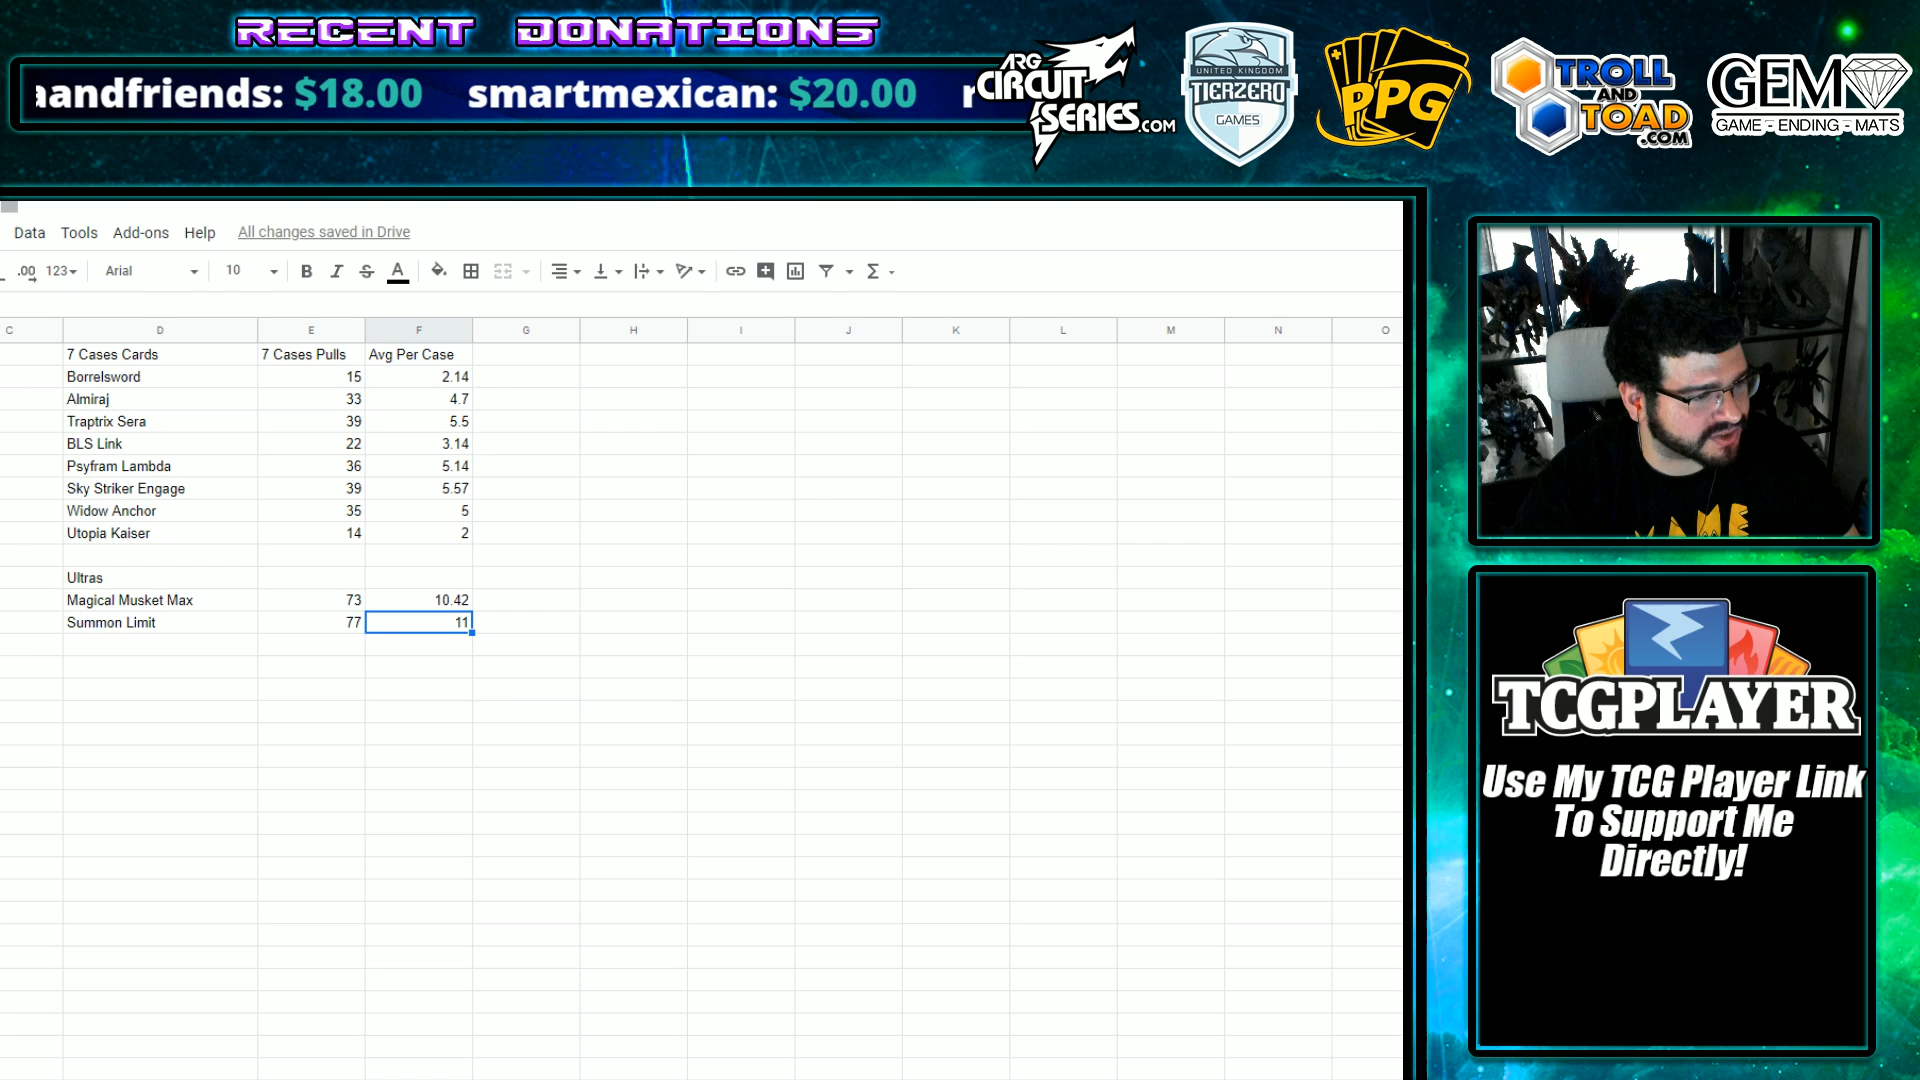 RECENT DONATIONS
aandfriends: $18.00 smartmexican: $20.00
ARG
CIRCUIT
SERIES.COM
UNITED KINGDOM
TIERZERO
GAMES
PPG
TROLL
AND
TOAD
.COM
GEM
GAME - ENDING - MATS
Data Tools Add-ons Help All changes saved in Drive
.00 123 Arial 10 B I S A
C D E F G H I J K L M N O
7 Cases Cards 7 Cases Pulls Avg Per Case
Borrelsword 15 2.14
Almiraj 33 4.7
Traptrix Sera 39 5.5
BLS Link 22 3.14
Psyfram Lambda 36 5.14
Sky Striker Engage 39 5.57
Widow Anchor 35 5
Utopia Kaiser 14 2
Ultras
Magical Musket Max 73 10.42
Summon Limit 77 11
TCGPLAYER
Use My TCG Player Link
To Support Me
Directly!